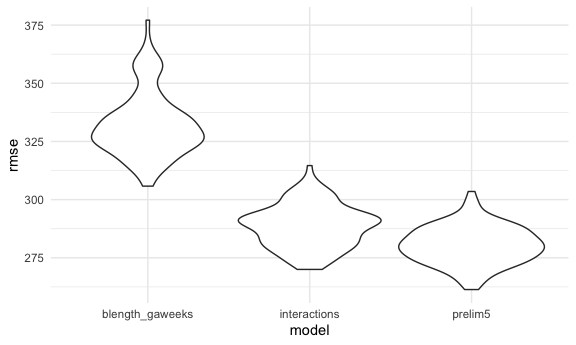 375
350
325
300
275
rmse
blength_gaweeks
interactions
prelim5
model